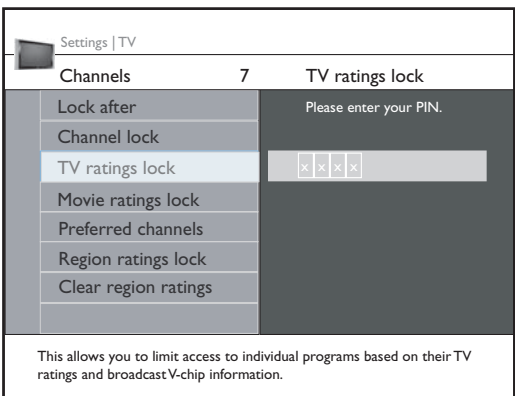 Settings | TV
Channels 7 TV ratings lock
Lock after
Please enter your PIN.
Channel lock
TV ratings lock
x x x x
Movie ratings lock
Preferred channels
Region ratings lock
Clear region ratings
This allows you to limit access to individual programs based on their TV
ratings and broadcast V-chip information.